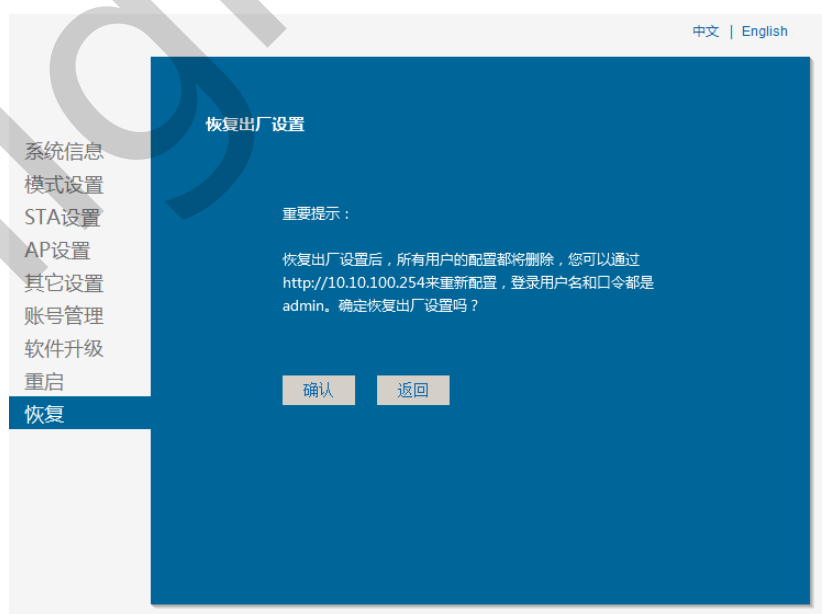 中文 | English
恢复出厂设置
系统信息
模式设置
STA设置
AP设置
其它设置
账号管理
软件升级
重启
恢复
重要提示：
恢复出厂设置后，所有用户的配置都将删除，您可以通过
http://10.10.100.254来重新配置，登录用户名和口令都是
admin。确定恢复出厂设置吗？
确认 返回